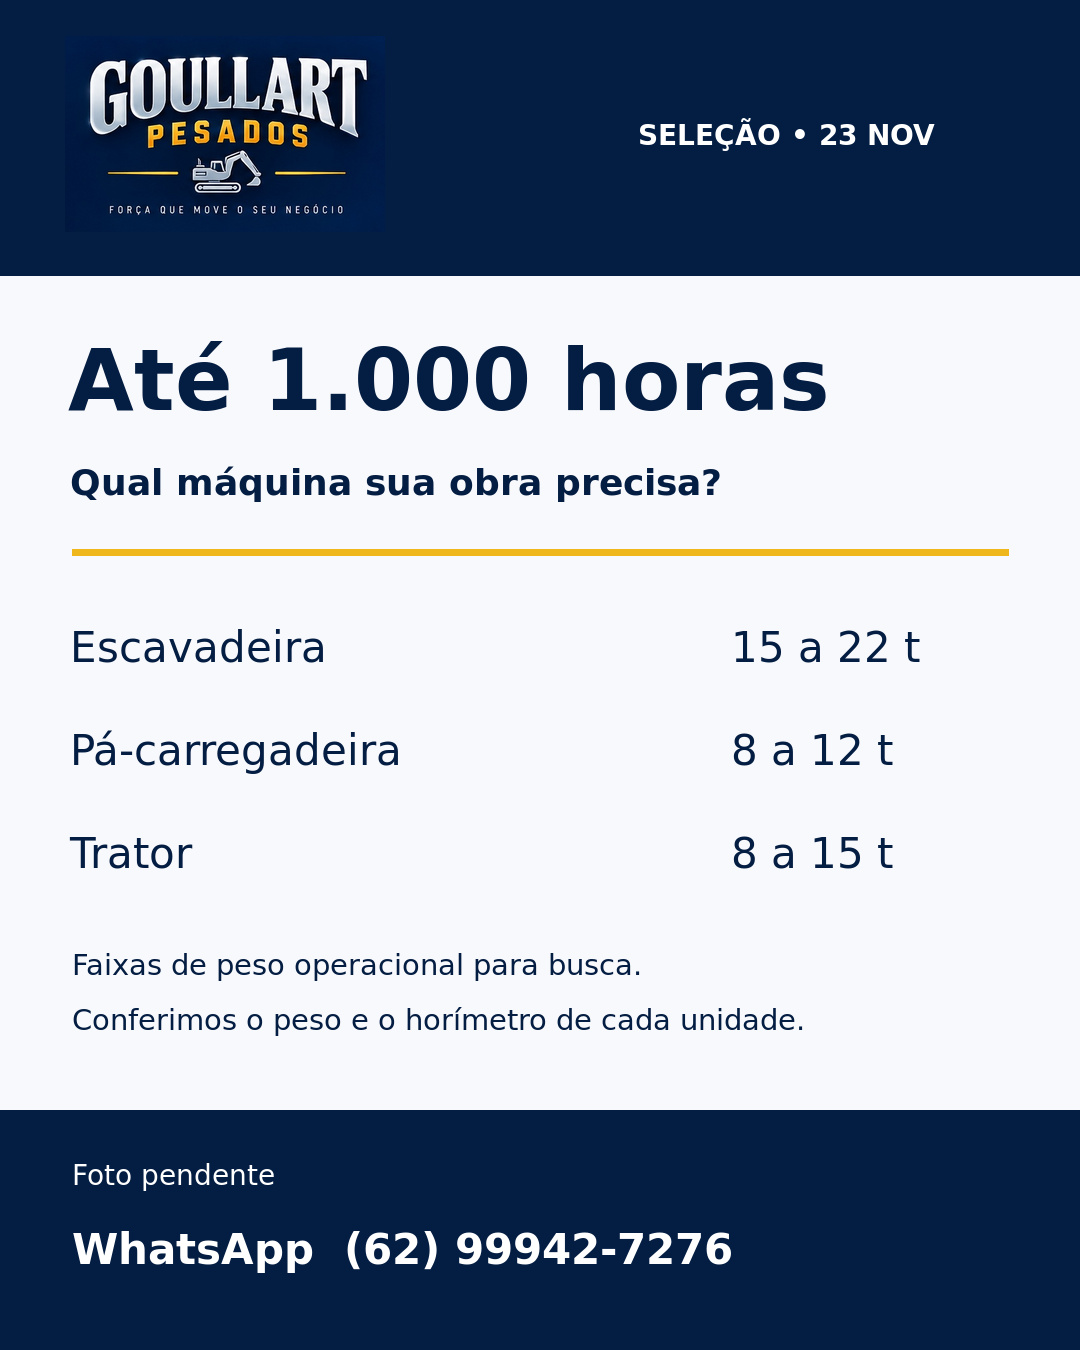 GOULLART
PESADOS
FORÇA QUE MOVE O SEU NEGÓCIO
SELEÇÃO • 23 NOV
Até 1.000 horas
Qual máquina sua obra precisa?
Escavadeira 15 a 22 t
Pá-carregadeira 8 a 12 t
Trator 8 a 15 t
Faixas de peso operacional para busca.
Conferimos o peso e o horímetro de cada unidade.
Foto pendente
WhatsApp (62) 99942-7276